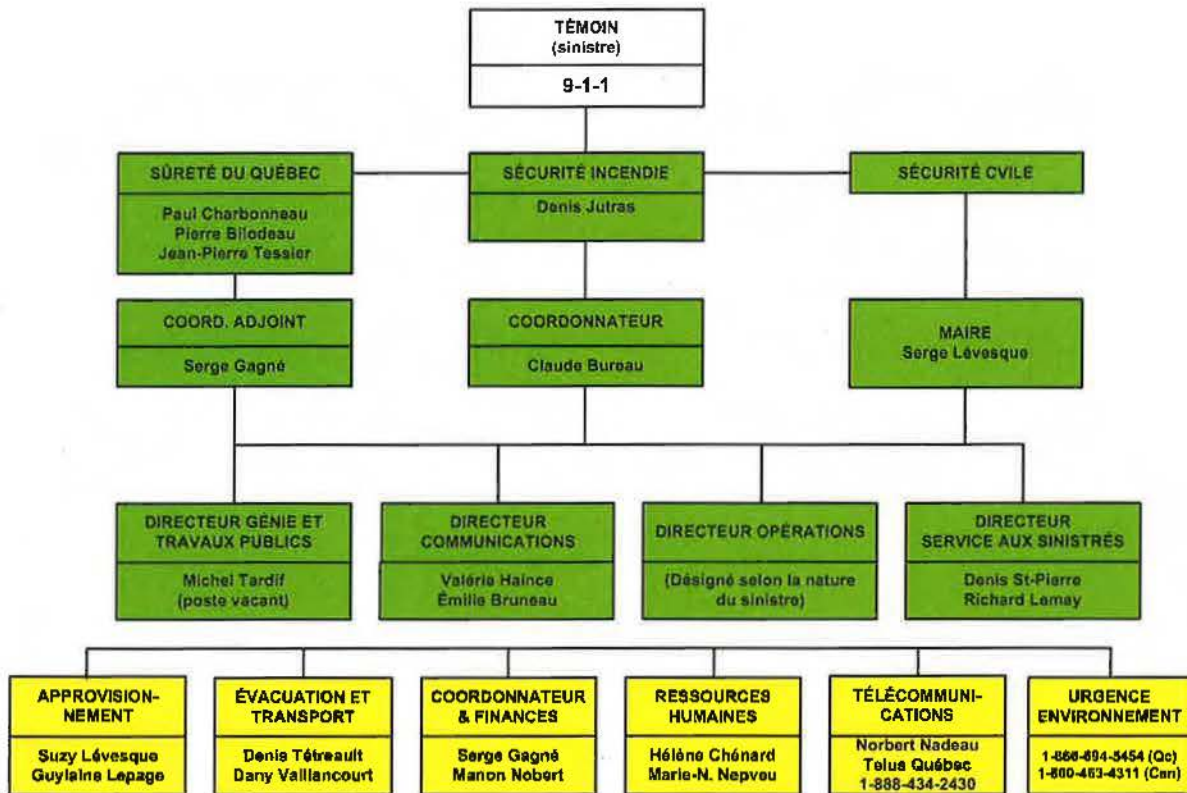 TÉMOIN
(sinistre)
9-1-1
SÛRETÉ DU QUÉBEC
Paul Charbonneau
Pierre Bilodeau
Jean-Pierre Tessier
SÉCURITÉ INCENDIE
Denis Jutras
SÉCURITÉ CVILE
COORD. ADJOINT
Serge Gagné
COORDONNATEUR
Claude Bureau
MAIRE
Serge Lévesque
DIRECTEUR GÉNIE ET
TRAVAUX PUBLICS
Michel Tardif
(poste vacant)
DIRECTEUR
COMMUNICATIONS
Valérie Haince
Émilie Bruneau
DIRECTEUR OPÉRATIONS
(Désigné selon la nature
du sinistre)
DIRECTEUR
SERVICE AUX SINISTRÉS
Denis St-Pierre
Richard Lemay
APPROVISION-
NEMENT
Suzy Lévesque
Guylaine Lepage
ÉVACUATION ET
TRANSPORT
Denis Tétreault
Dany Vaillancourt
COORDONNATEUR
& FINANCES
Serge Gagné
Manon Nobert
RESSOURCES
HUMAINES
Hélène Chénard
Marie-N. Nepveu
TÉLÉCOMMUNI-
CATIONS
Norbert Nadeau
Telus Québec
1-888-434-2430
URGENCE
ENVIRONNEMENT
1-866-694-5454 (Qc)
1-800-463-4311 (Can)